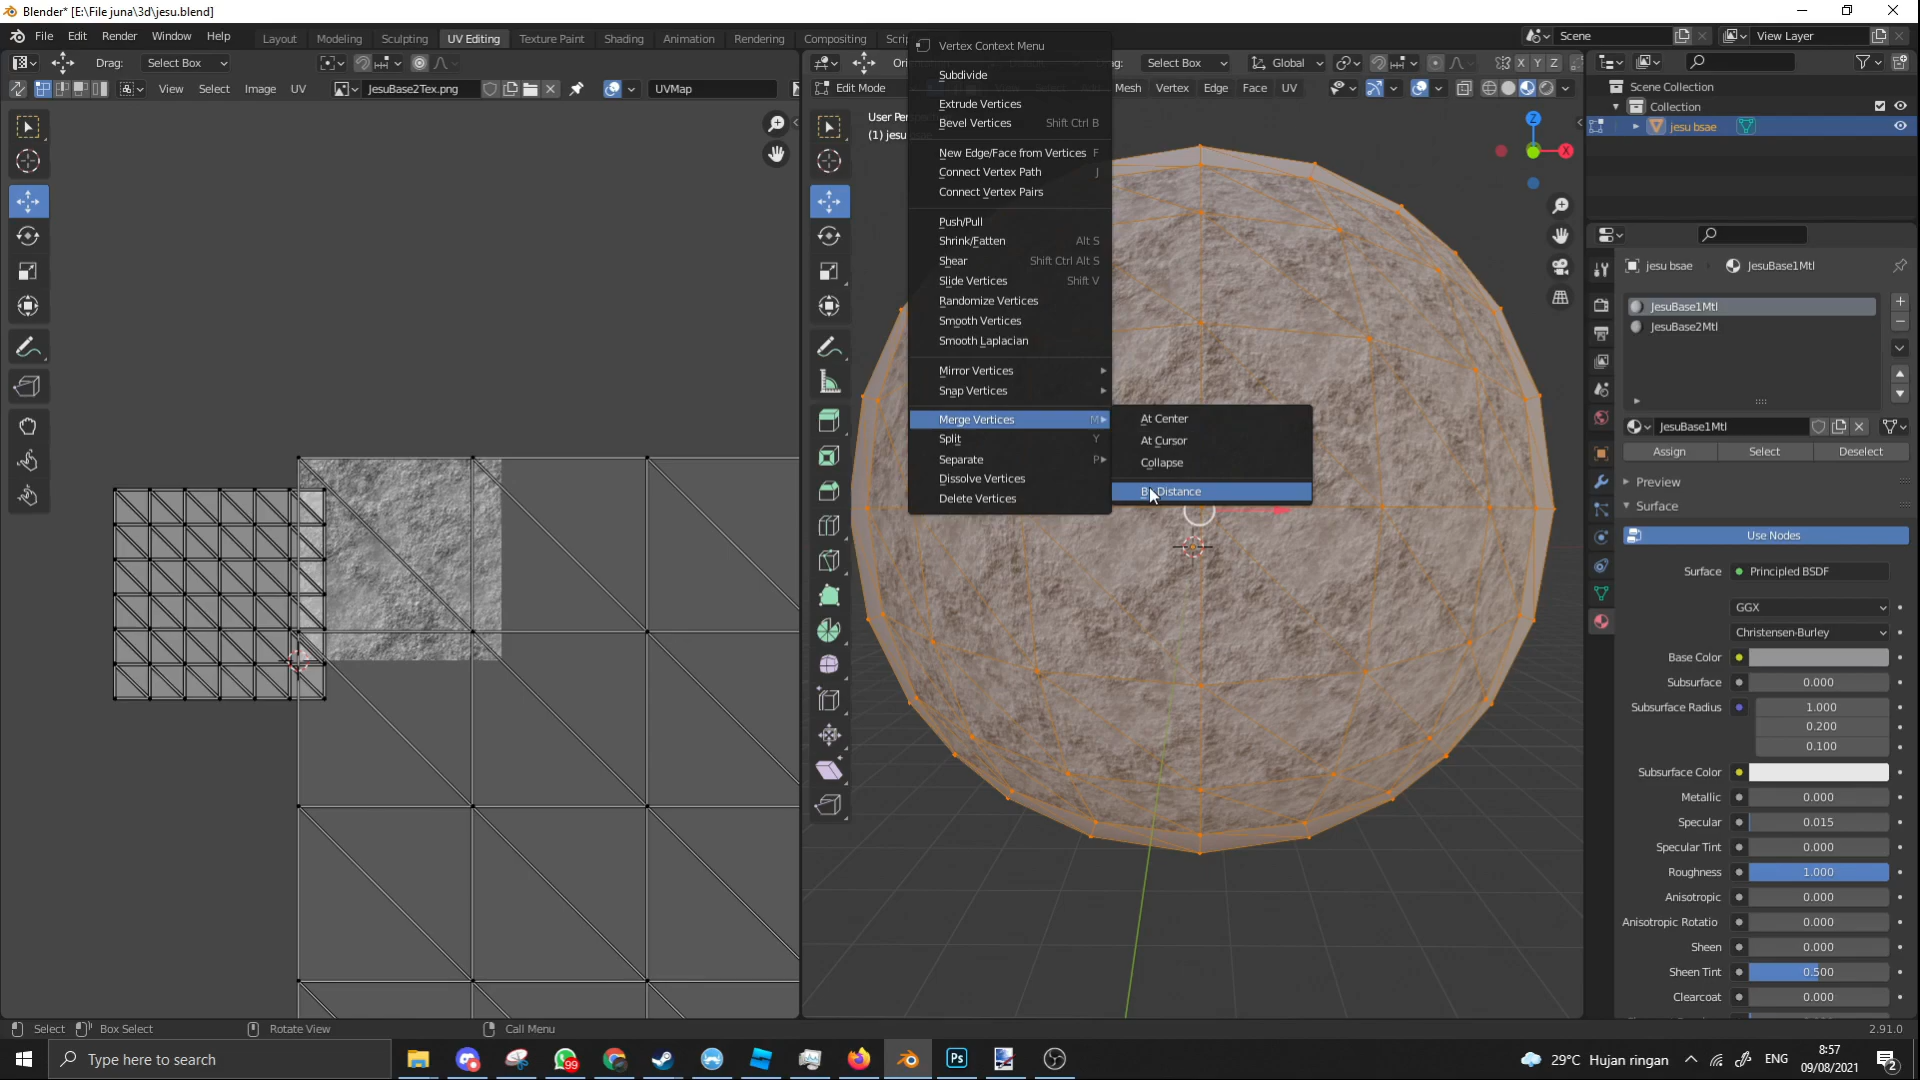 Blender* [E:\File juna\3d\jesu.blend]
File Edit Render Window Help Layout Modeling Sculpting UV Editing Texture Paint Shading Animation Rendering Compositing
Scene View Layer
Drag: Select Box
View Select Image UV JesuBase2Tex.png UVMap
Select Box Global X Y Z
Edit Mode Mesh Vertex Edge Face UV
(1) jesu
Vertex Context Menu
Subdivide
Extrude Vertices
Bevel Vertices Shift Ctrl B
New Edge/Face from Vertices F
Connect Vertex Path J
Connect Vertex Pairs
Push/Pull
Shrink/Fatten Alt S
Shear Shift Ctrl Alt S
Slide Vertices Shift V
Randomize Vertices
Smooth Vertices
Smooth Laplacian
Mirror Vertices
Snap Vertices
Merge Vertices M
Split Y
Separate P
Dissolve Vertices
Delete Vertices
At Center
At Cursor
Collapse
By Distance
Z
X
Scene Collection
Collection
jesu bsae
jesu bsae JesuBase1Mtl
JesuBase1Mtl
JesuBase2Mtl
JesuBase1Mtl
Assign Select Deselect
Preview
Surface
Use Nodes
Surface Principled BSDF
GGX
Christensen-Burley
Base Color
Subsurface 0.000
Subsurface Radius 1.000
0.200
0.100
Subsurface Color
Metallic 0.000
Specular 0.015
Specular Tint 0.000
Roughness 1.000
Anisotropic 0.000
Anisotropic Rotatio 0.000
Sheen 0.000
Sheen Tint 0.500
Clearcoat 0.000
Select Box Select Rotate View Call Menu 2.91.0
Type here to search
99
Ps
29°C Hujan ringan
ENG
8:57
09/08/2021
2